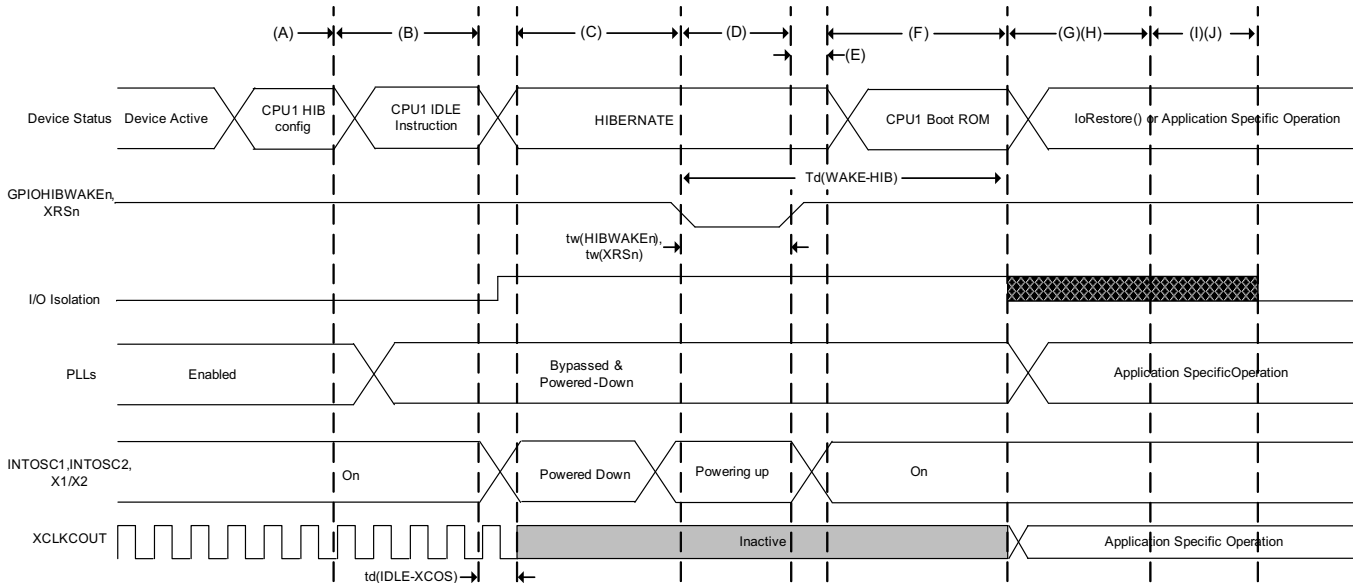 (A)
(B)
(C)
(D)
(E)
(F)
(G)(H)
(I)(J)
Device Status
Device Active
CPU1 HIB
config
CPU1 IDLE
Instruction
HIBERNATE
CPU1 Boot ROM
IoRestore() or Application Specific Operation
Td(WAKE-HIB)
GPIOHIBWAKEn,
XRSn
tw(HIBWAKEn),
tw(XRSn)
I/O Isolation
PLLs
Enabled
Bypassed &
Powered-Down
Application SpecificOperation
INTOSC1,INTOSC2,
X1/X2
On
Powered Down
Powering up
On
XCLKCOUT
Inactive
Application Specific Operation
td(IDLE-XCOS)